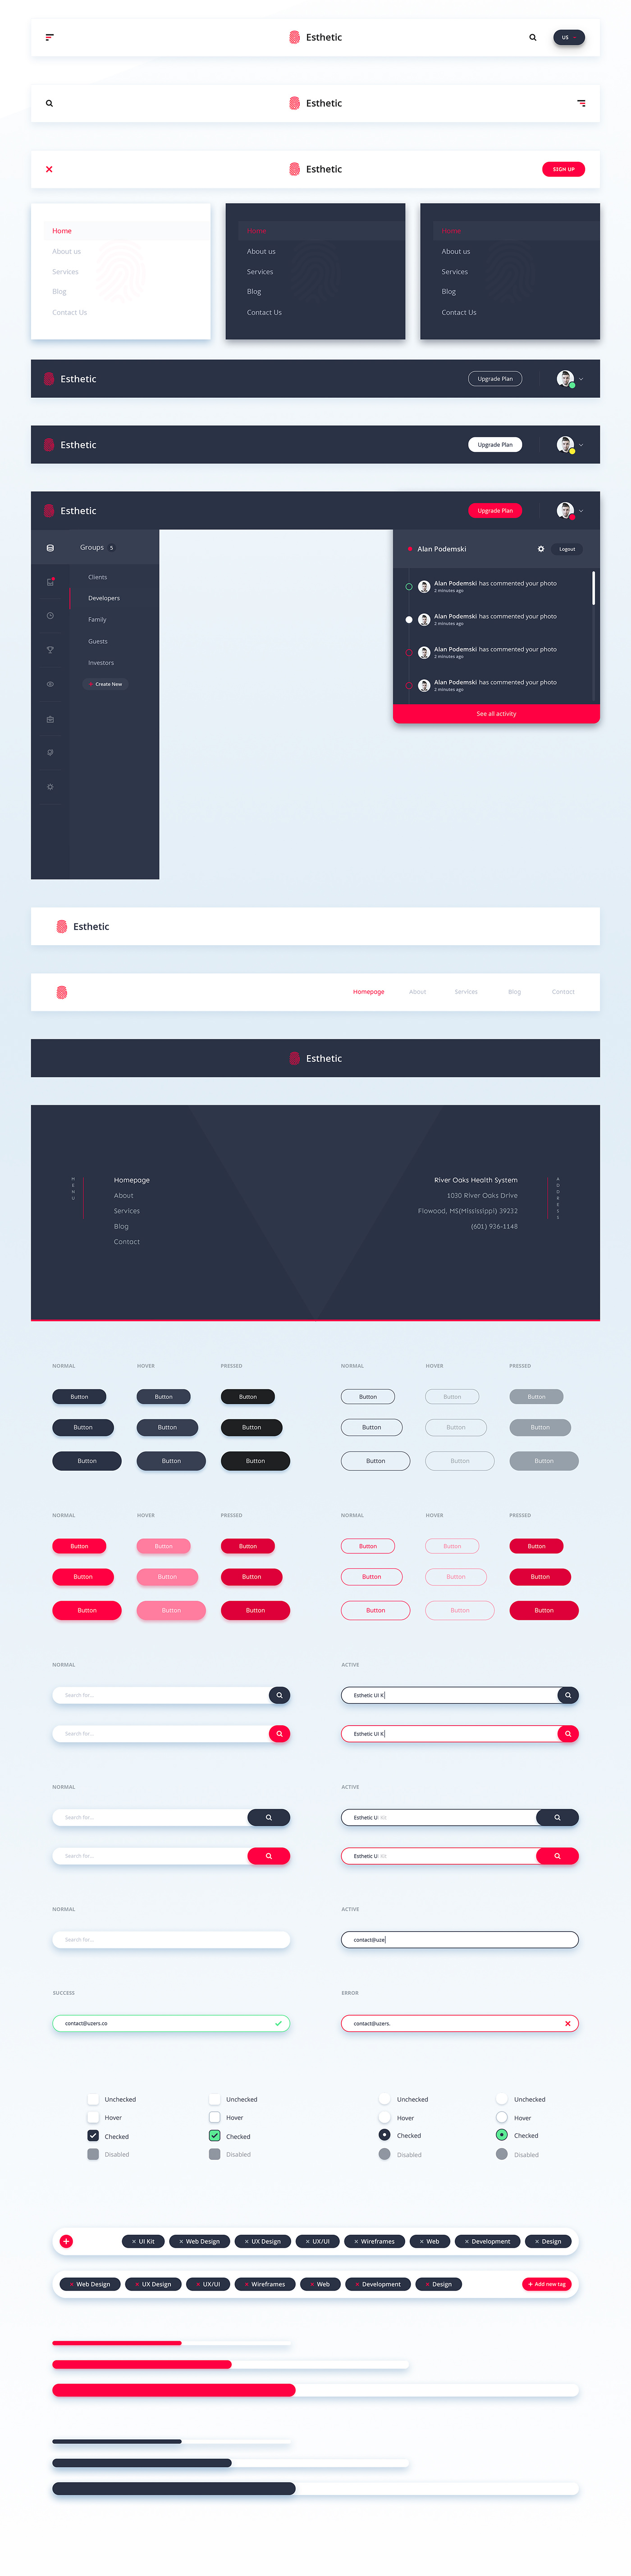 Esthetic
US
Esthetic
Esthetic
SIGN UP
Home
About us
Services
Blog
Contact Us
Home
About us
Services
Blog
Contact Us
Home
About us
Services
Blog
Contact Us
Esthetic
Upgrade Plan
Esthetic
Upgrade Plan
Esthetic
Upgrade Plan
Groups 5
Clients
Developers
Family
Guests
Investors
Create New
Alan Podemski
Logout
Alan Podemski has commented your photo
2 minutes ago
Alan Podemski has commented your photo
2 minutes ago
Alan Podemski has commented your photo
2 minutes ago
Alan Podemski has commented your photo
2 minutes ago
See all activity
Esthetic
Homepage About Services Blog Contact
Esthetic
MENU
Homepage
About
Services
Blog
Contact
River Oaks Health System
1030 River Oaks Drive
Flowood, MS(Mississippi) 39232
(601) 936-1148
ADDRESS
NORMAL HOVER PRESSED NORMAL HOVER PRESSED
Button Button Button Button Button Button
Button Button Button Button Button Button
Button Button Button Button Button Button
NORMAL HOVER PRESSED NORMAL HOVER PRESSED
Button Button Button Button Button Button
Button Button Button Button Button Button
Button Button Button Button Button Button
NORMAL ACTIVE
Search for... Esthetic UI K
Search for... Esthetic UI K
NORMAL ACTIVE
Search for... Esthetic UI Kit
Search for... Esthetic UI Kit
NORMAL ACTIVE
Search for... contact@uze
SUCCESS ERROR
contact@uzers.co contact@uzers.
Unchecked Unchecked Unchecked Unchecked
Hover Hover Hover Hover
Checked Checked Checked Checked
Disabled Disabled Disabled Disabled
UI Kit Web Design UX Design UX/UI Wireframes Web Development Design
Web Design UX Design UX/UI Wireframes Web Development Design + Add new tag